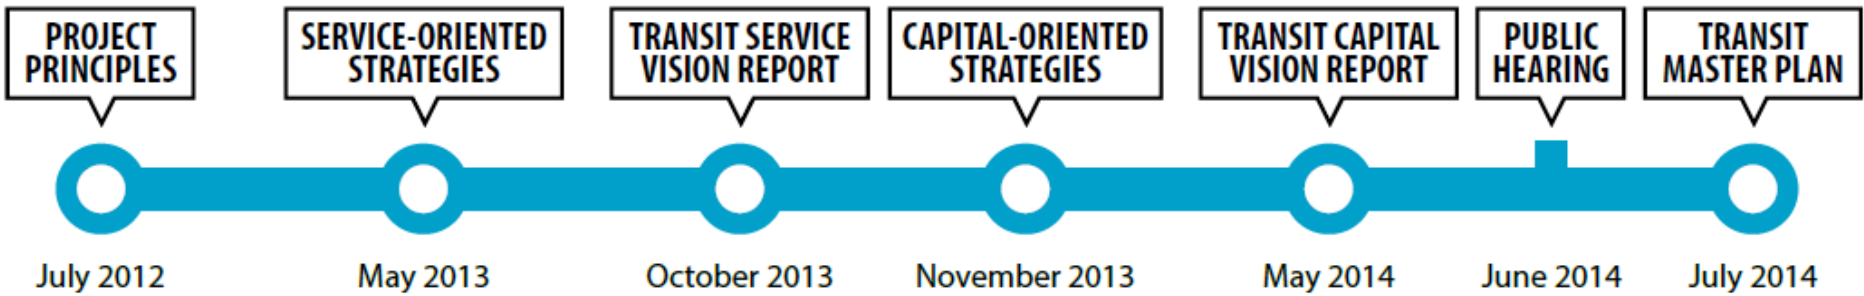 PROJECT
PRINCIPLES
SERVICE-ORIENTED
STRATEGIES
TRANSIT SERVICE
VISION REPORT
CAPITAL-ORIENTED
STRATEGIES
TRANSIT CAPITAL
VISION REPORT
PUBLIC
HEARING
TRANSIT
MASTER PLAN
July 2012
May 2013
October 2013
November 2013
May 2014
June 2014
July 2014